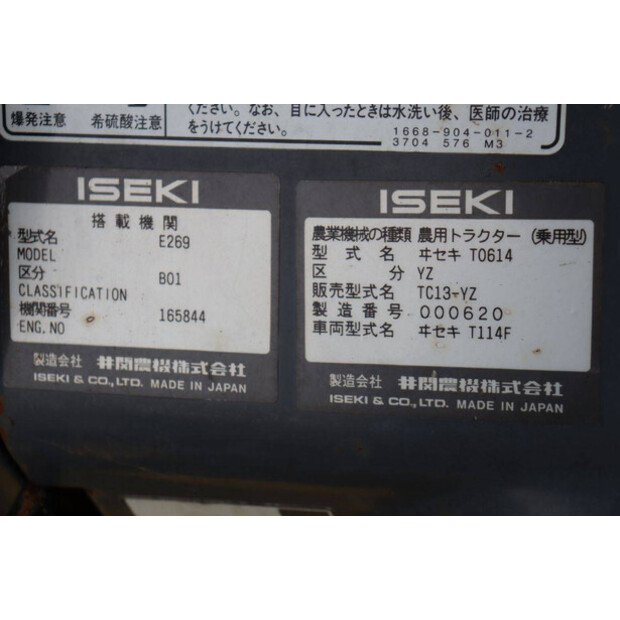 ください。なお、目に入ったときは水洗い後、医師の治療
をうけてください。
爆発注意 希硫酸注意
1668-904-011-2
3704 576 M3
ISEKI
搭載機関
型式名 E269
MODEL
区分 B01
CLASSIFICATION
機関番号 165844
ENG.NO
製造会社 井関農機株式会社
ISEKI & CO., LTD. MADE IN JAPAN
ISEKI
農業機械の種類 農用トラクター (乗用型)
型式名 ヰセキ T0614
区分 YZ
販売型式名 TC13-YZ
製造番号 000620
車両型式名 ヰセキ T114F
製造会社 井関農機株式会社
ISEKI & CO., LTD. MADE IN JAPAN